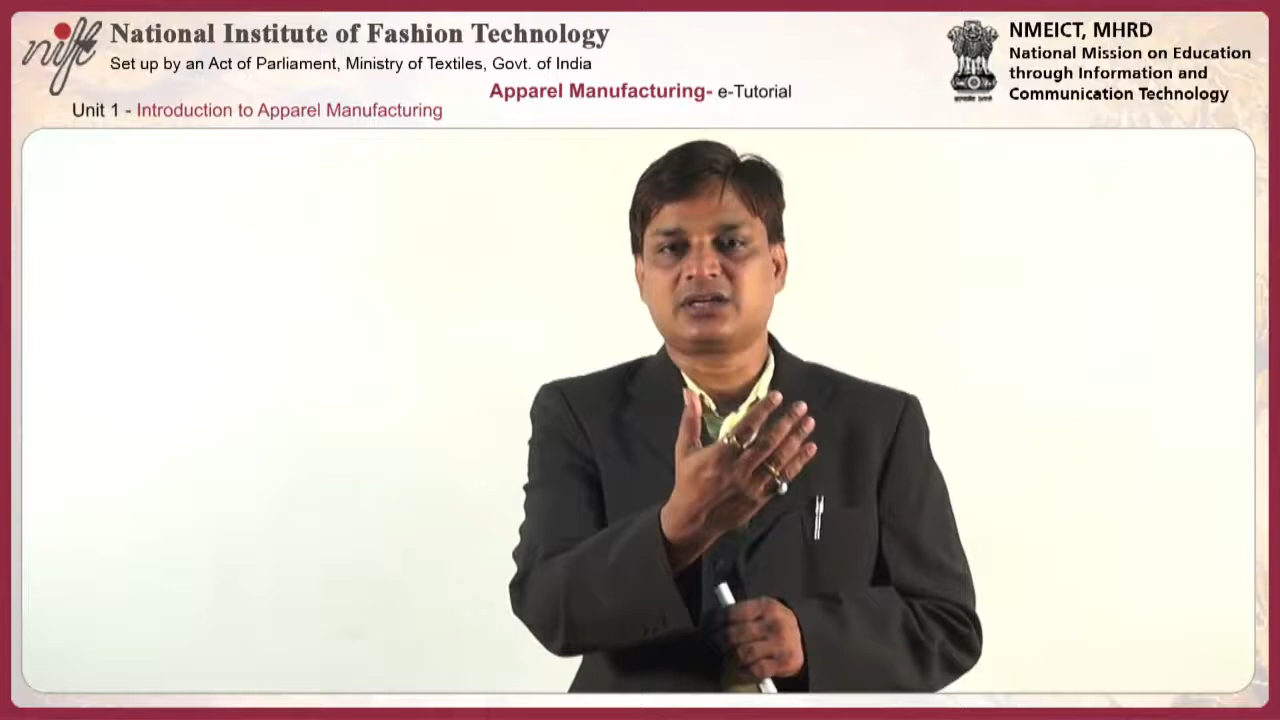 nift
National Institute of Fashion Technology
Set up by an Act of Parliament, Ministry of Textiles, Govt. of India
NMEICT, MHRD
National Mission on Education
through Information and
Communication Technology
Apparel Manufacturing- e-Tutorial
Unit 1 - Introduction to Apparel Manufacturing